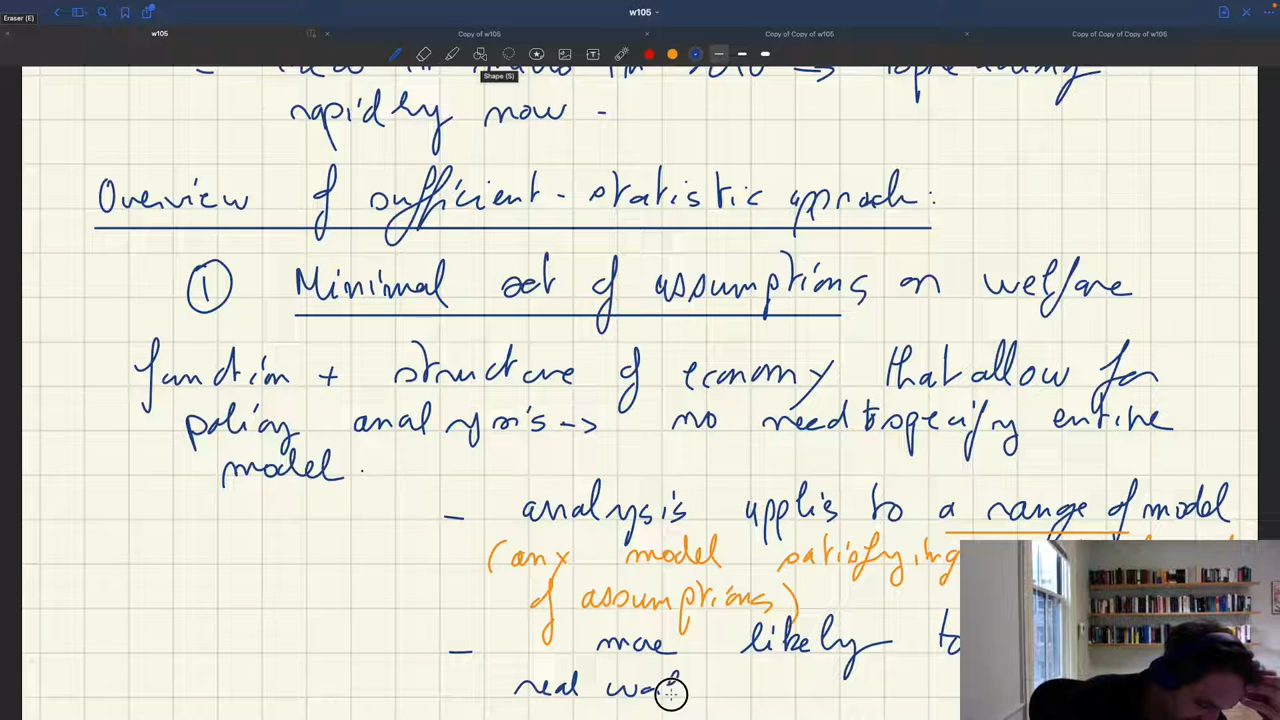 Eraser (E)
w105
w105
Copy of w105
Copy of Copy of w105
Copy of Copy of Copy of w105
Shape (S)
rapidly now -
Overview of sufficient-statistic approach:
① Minimal set of assumptions on welfare
function + structure of economy that allow for
policy analysis -> no need to specify entire
model.
- analysis applies to a range of model
(any model satisfying
of assumptions)
- more likely to
real wo